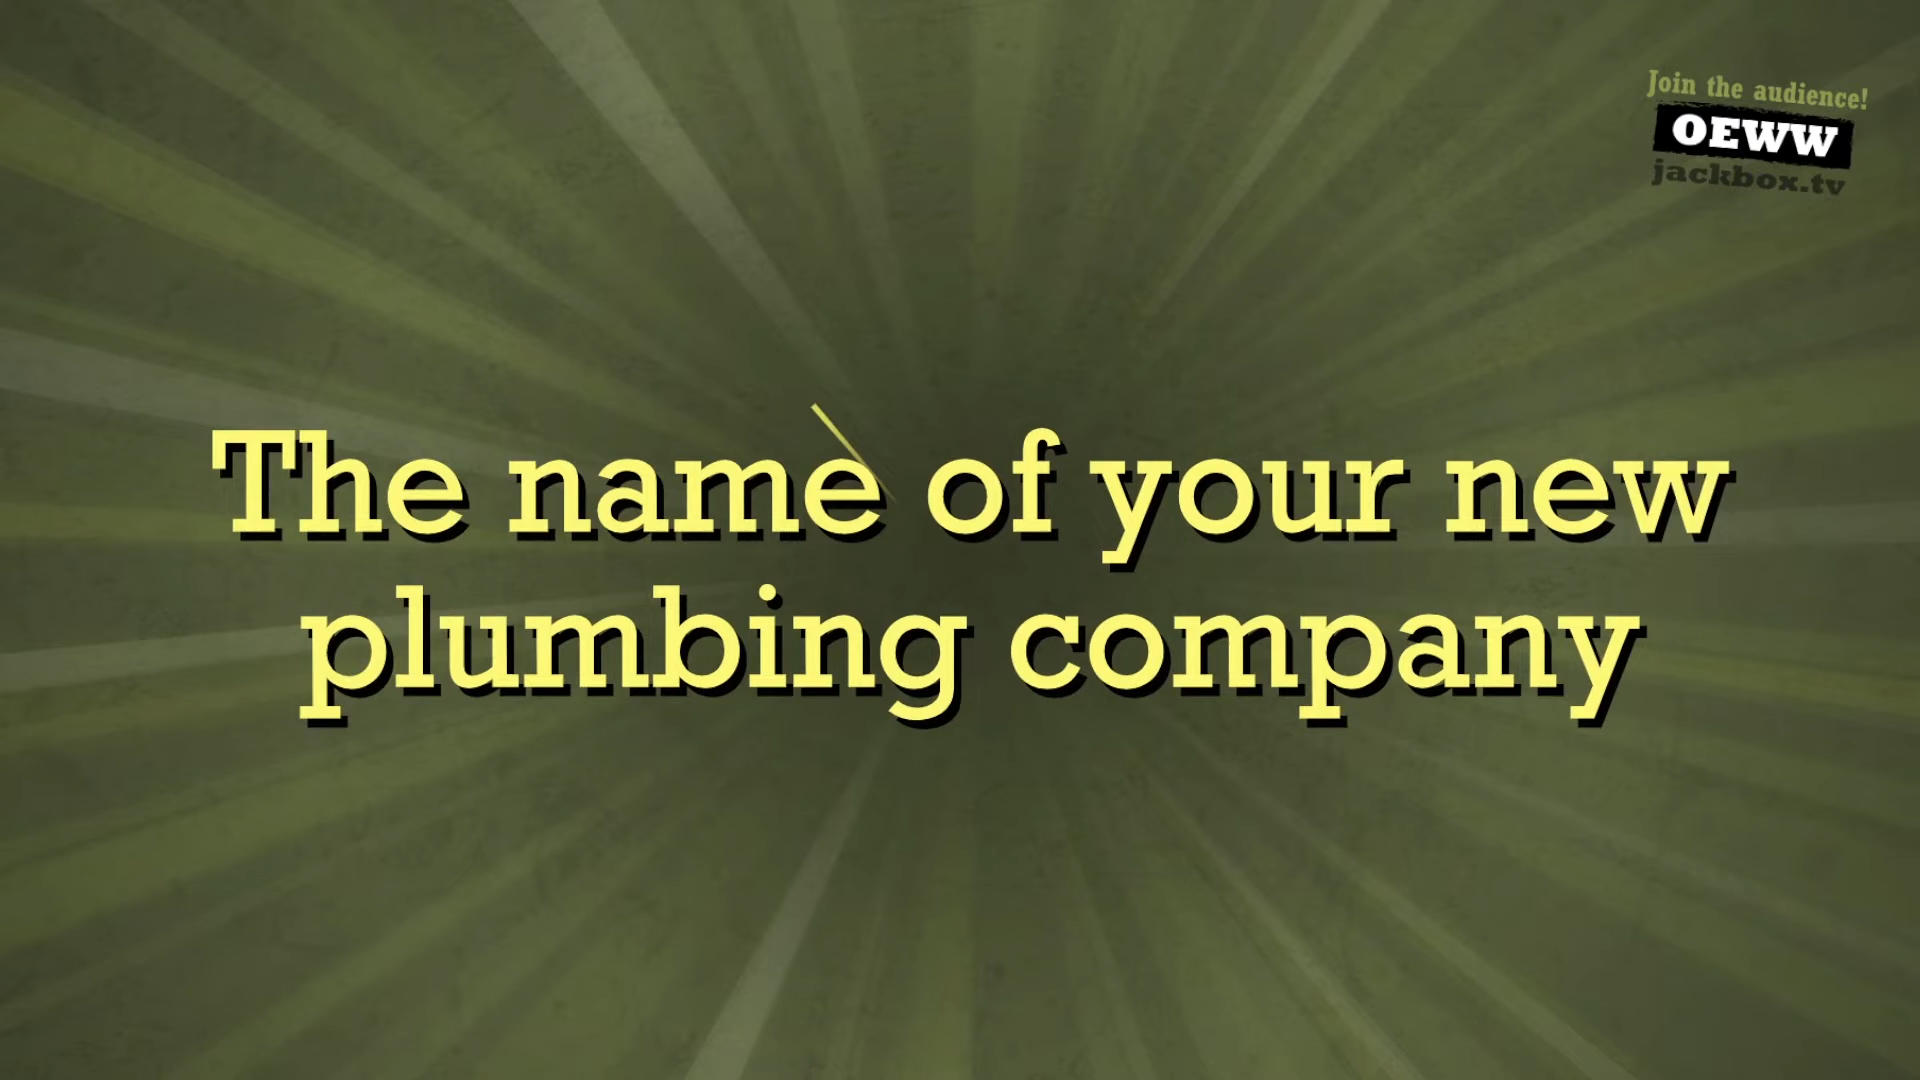 Join the audience!
OEWW
jackbox.tv
The name of your new
plumbing company